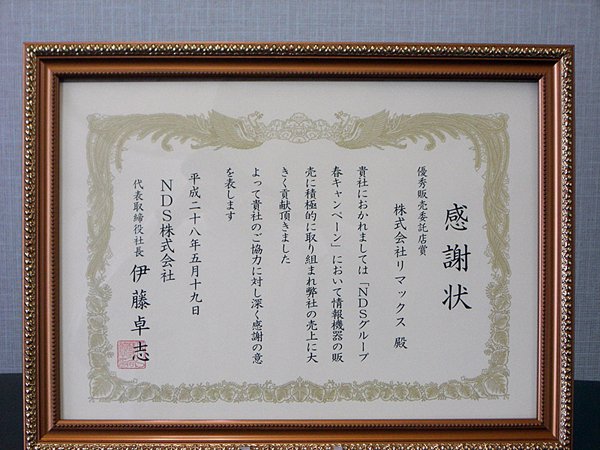 感謝状
優秀販売委託店賞
株式会社リマックス 殿
貴社におかれましては「NDSグループ
春キャンペーン」において情報機器の販
売に積極的に取り組まれ弊社の売上に大
きく貢献頂きました
よって貴社のご協力に対し深く感謝の意
を表します
平成二十八年五月十九日
NDS株式会社
代表取締役社長 伊藤卓志